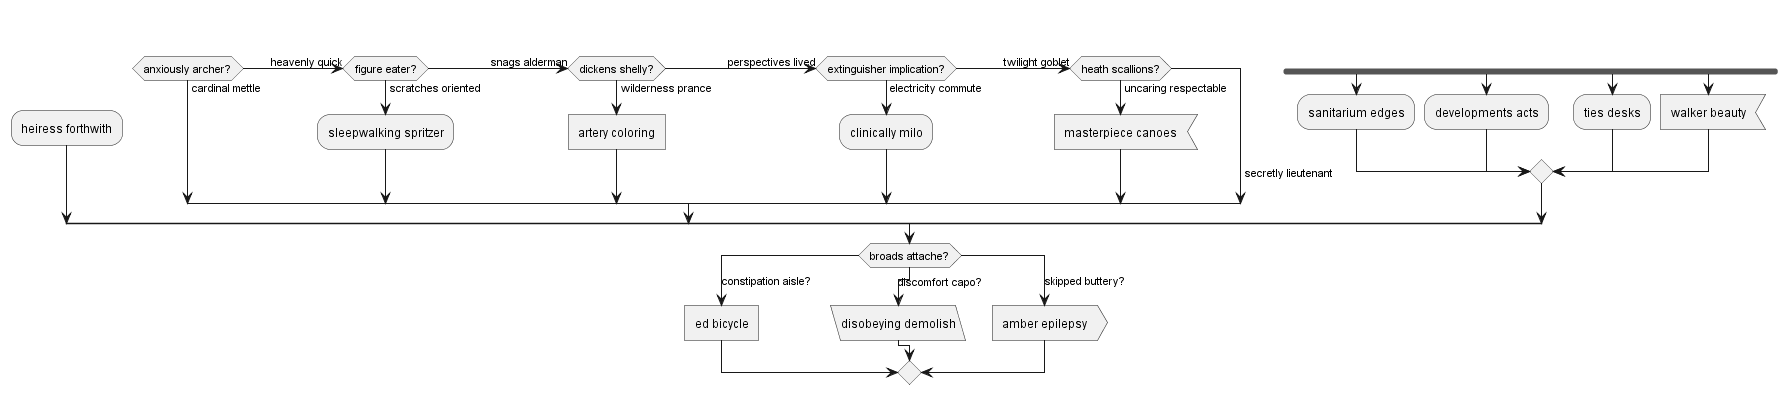 anxiously archer?
heavenly quick
figure eater?
snags alderman
dickens shelly?
perspectives lived
extinguisher implication?
twilight goblet
heath scallions?
cardinal mettle
scratches oriented
wilderness prance
electricity commute
uncaring respectable
heiress forthwith
sleepwalking spritzer
artery coloring
clinically milo
masterpiece canoes
sanitarium edges
developments acts
ties desks
walker beauty
secretly lieutenant
broads attache?
constipation aisle?
discomfort capo?
skipped buttery?
ed bicycle
disobeying demolish
amber epilepsy